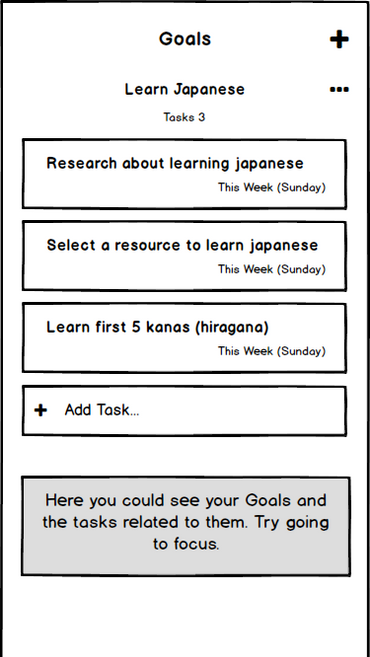 Goals
Learn Japanese
Tasks 3
Research about learning japanese
This Week (Sunday)
Select a resource to learn japanese
This Week (Sunday)
Learn first 5 kanas (hiragana)
This Week (Sunday)
Add Task...
Here you could see your Goals and
the tasks related to them. Try going
to focus.